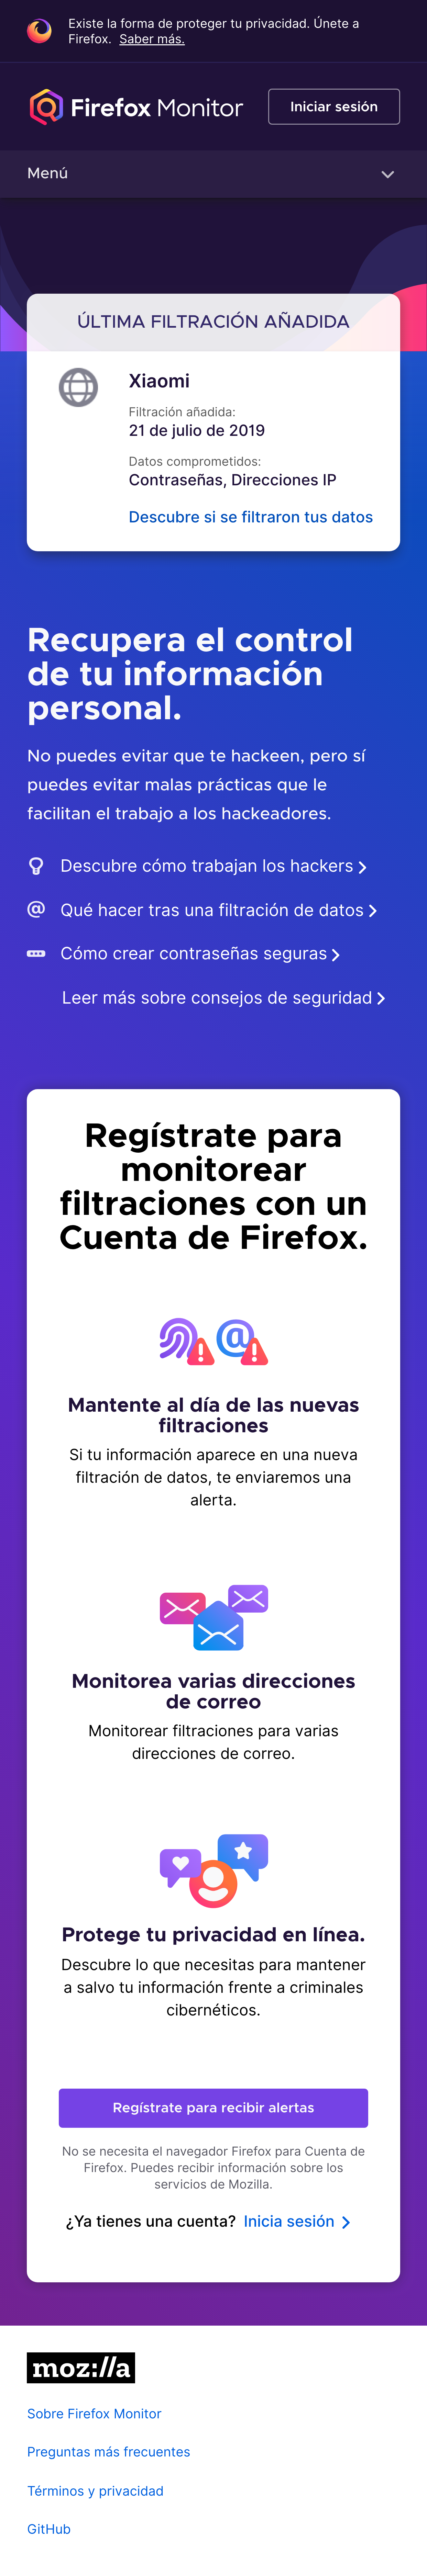 Existe la forma de proteger tu privacidad. Únete a
Firefox. Saber más.
Firefox Monitor
Iniciar sesión
Menú
ÚLTIMA FILTRACIÓN AÑADIDA
Xiaomi
Filtración añadida:
21 de julio de 2019
Datos comprometidos:
Contraseñas, Direcciones IP
Descubre si se filtraron tus datos
Recupera el control
de tu información
personal.
No puedes evitar que te hackeen, pero sí
puedes evitar malas prácticas que le
facilitan el trabajo a los hackeadores.
Descubre cómo trabajan los hackers
Qué hacer tras una filtración de datos
Cómo crear contraseñas seguras
Leer más sobre consejos de seguridad
Regístrate para
monitorear
filtraciones con un
Cuenta de Firefox.
Mantente al día de las nuevas
filtraciones
Si tu información aparece en una nueva
filtración de datos, te enviaremos una
alerta.
Monitorea varias direcciones
de correo
Monitorear filtraciones para varias
direcciones de correo.
Protege tu privacidad en línea.
Descubre lo que necesitas para mantener
a salvo tu información frente a criminales
cibernéticos.
Regístrate para recibir alertas
No se necesita el navegador Firefox para Cuenta de
Firefox. Puedes recibir información sobre los
servicios de Mozilla.
¿Ya tienes una cuenta? Inicia sesión
moz://a
Sobre Firefox Monitor
Preguntas más frecuentes
Términos y privacidad
GitHub